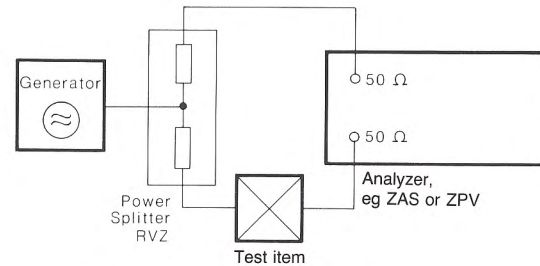 Generator
50 Ω
50 Ω
Power
Splitter
RVZ
Analyzer,
eg ZAS or ZPV
Test item